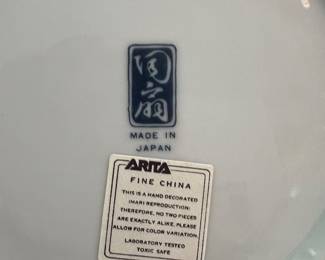 MADE IN
JAPAN
ARITA
FINE CHINA
THIS IS A HAND DECORATED
IMARI REPRODUCTION:
THEREFORE, NO TWO PIECES
ARE EXACTLY ALIKE. PLEASE
ALLOW FOR COLOR VARIATION.
LABORATORY TESTED
TOXIC SAFE